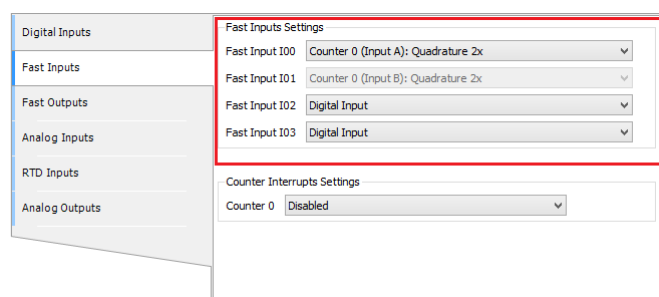 Digital Inputs
Fast Inputs
Fast Outputs
Analog Inputs
RTD Inputs
Analog Outputs
Fast Inputs Settings
Fast Input I00 Counter 0 (Input A): Quadrature 2x
Fast Input I01 Counter 0 (Input B): Quadrature 2x
Fast Input I02 Digital Input
Fast Input I03 Digital Input
Counter Interrupts Settings
Counter 0 Disabled